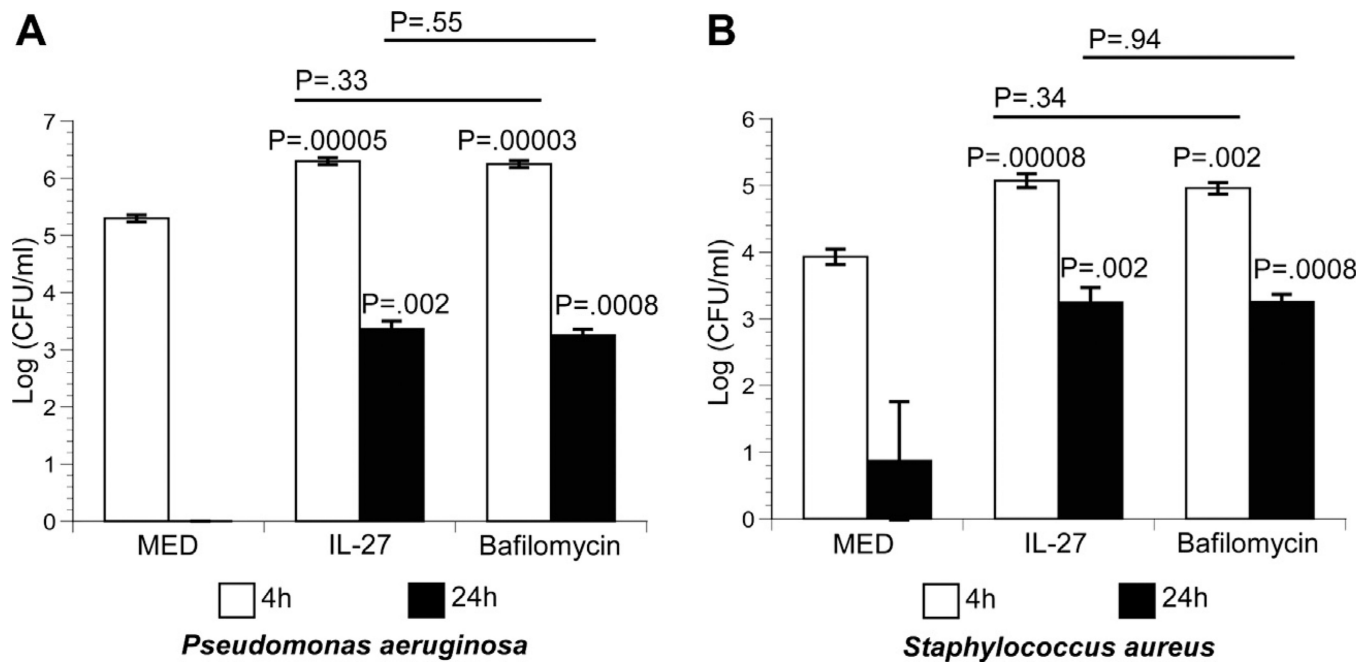 A
P=.55
P=.33
P=.00005
P=.00003
P=.002
P=.0008
Log (CFU/ml)
7
6
5
4
3
2
1
0
MED
IL-27
Bafilomycin
4h
24h
Pseudomonas aeruginosa
B
P=.94
P=.34
P=.00008
P=.002
P=.002
P=.0008
Log (CFU/ml)
6
5
4
3
2
1
0
MED
IL-27
Bafilomycin
4h
24h
Staphylococcus aureus